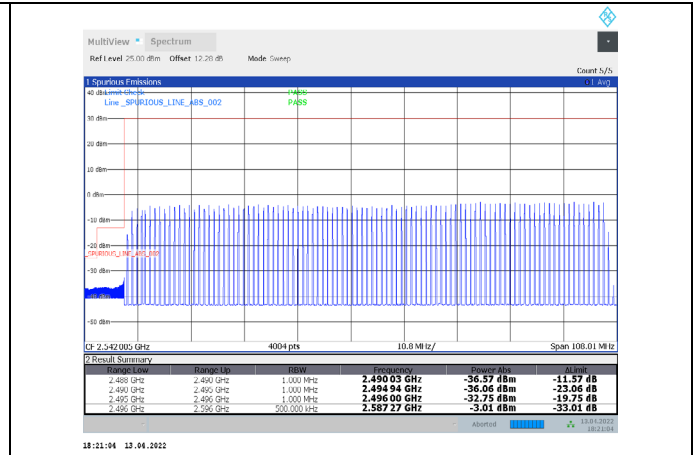 MultiView Spectrum
Ref Level 25.00 dBm Offset 12.28 dB Mode Sweep
Count 5/5
1 Spurious Emissions 1 Avg
40 dBm Limit Check PASS
Line _SPURIOUS_LINE_ABS_002 PASS
30 dBm
20 dBm
10 dBm
0 dBm
-10 dBm
-20 dBm
_SPURIOUS_LINE_ABS_002
-30 dBm
-40 dBm
-50 dBm
CF 2.542005 GHz 4004 pts 10.8 MHz/ Span 108.01 MHz
2 Result Summary
Range Low Range Up RBW Frequency Power Abs ΔLimit
2.488 GHz 2.490 GHz 1.000 MHz 2.490 03 GHz -36.57 dBm -11.57 dB
2.490 GHz 2.495 GHz 1.000 MHz 2.494 94 GHz -36.06 dBm -23.06 dB
2.495 GHz 2.496 GHz 1.000 MHz 2.496 00 GHz -32.75 dBm -19.75 dB
2.496 GHz 2.596 GHz 500.000 kHz 2.587 27 GHz -3.01 dBm -33.01 dB
Aborted 13.04.2022
18:21:04
18:21:04 13.04.2022